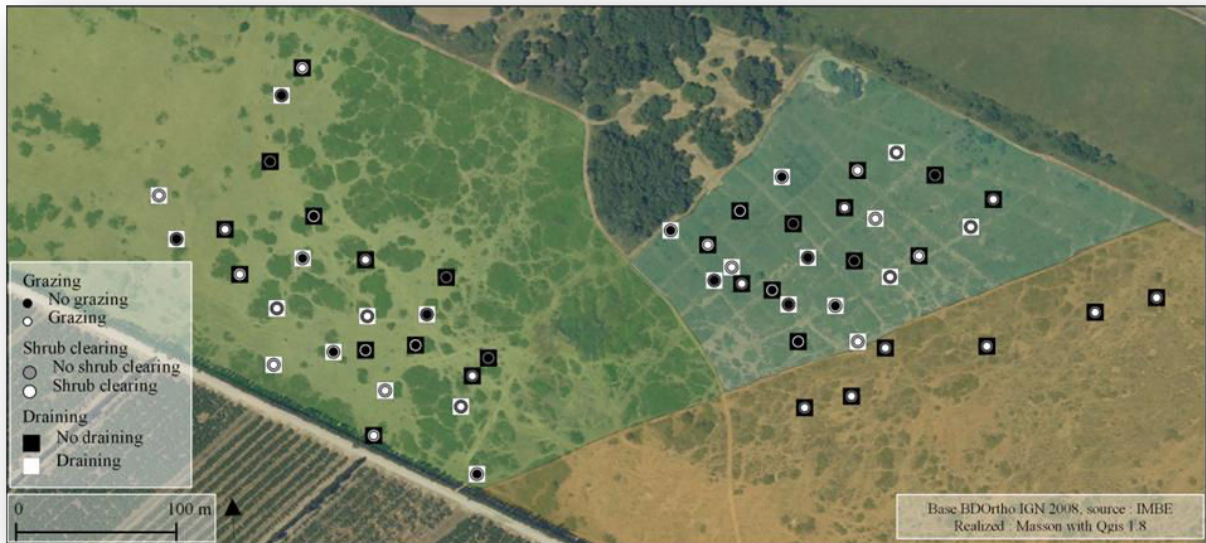 Grazing
No grazing
Grazing
Shrub clearing
No shrub clearing
Shrub clearing
Draining
No draining
Draining
0 100 m
Base BDOrtho IGN 2008, source : IMBE
Realized : Masson with Qgis 1.8